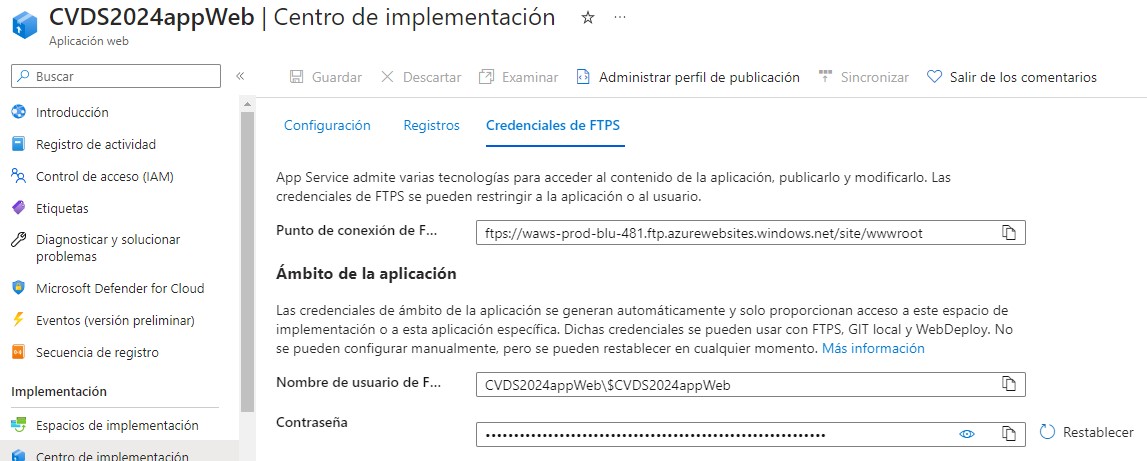 CVDS2024appWeb | Centro de implementación ☆ ···
Aplicación web
Buscar «
Guardar Descartar Examinar Administrar perfil de publicación Sincronizar Salir de los comentarios
Introducción
Registro de actividad
Control de acceso (IAM)
Etiquetas
Diagnosticar y solucionar
problemas
Microsoft Defender for Cloud
Eventos (versión preliminar)
Secuencia de registro
Implementación
Espacios de implementación
Centro de implementación
Configuración Registros Credenciales de FTPS
App Service admite varias tecnologías para acceder al contenido de la aplicación, publicarlo y modificarlo. Las
credenciales de FTPS se pueden restringir a la aplicación o al usuario.
Punto de conexión de F... ftps://waws-prod-blu-481.ftp.azurewebsites.windows.net/site/wwwroot
Ámbito de la aplicación
Las credenciales de ámbito de la aplicación se generan automáticamente y solo proporcionan acceso a este espacio de
implementación o a esta aplicación específica. Dichas credenciales se pueden usar con FTPS, GIT local y WebDeploy. No
se pueden configurar manualmente, pero se pueden restablecer en cualquier momento. Más información
Nombre de usuario de F... CVDS2024appWeb\$CVDS2024appWeb
Contraseña •••••••••••••••••••••••••••••••••••••••••••••••••••••••••••• Restablecer